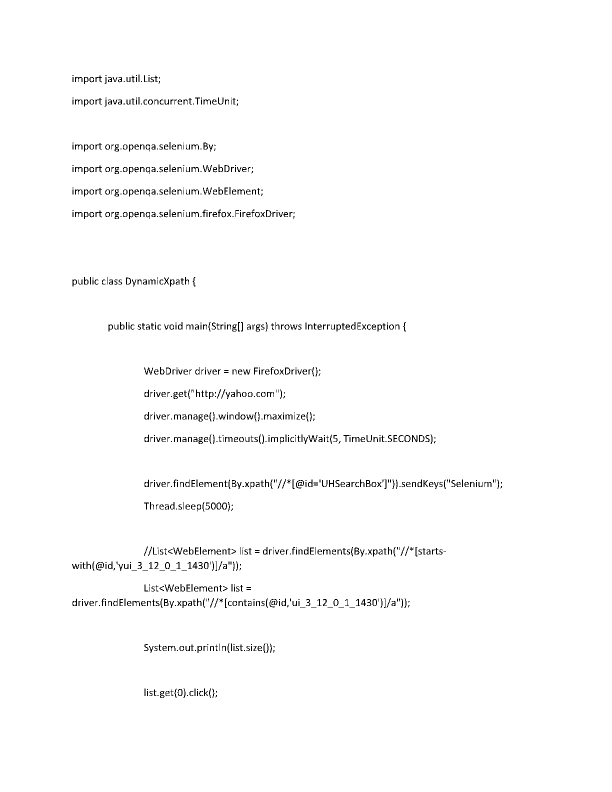 import java.util.List;
import java.util.concurrent.TimeUnit;
import org.openqa.selenium.By;
import org.openqa.selenium.WebDriver;
import org.openqa.selenium.WebElement;
import org.openqa.selenium.firefox.FirefoxDriver;
public class DynamicXpath {
public static void main(String[] args) throws InterruptedException {
WebDriver driver = new FirefoxDriver();
driver.get("http://yahoo.com");
driver.manage().window().maximize();
driver.manage().timeouts().implicitlyWait(5, TimeUnit.SECONDS);
driver.findElement(By.xpath("//*[@id='UHSearchBox']")).sendKeys("Selenium");
Thread.sleep(5000);
//List<WebElement> list = driver.findElements(By.xpath("//*[starts-
with(@id,'yui_3_12_0_1_1430')]/a"));
List<WebElement> list =
driver.findElements(By.xpath("//*[contains(@id,'ui_3_12_0_1_1430')]/a"));
System.out.println(list.size());
list.get(0).click();